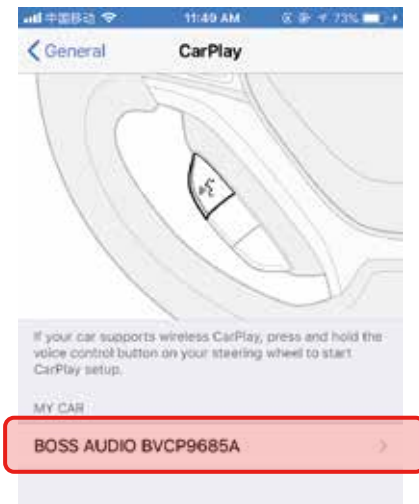 中国移动 11:49 AM 73%
General CarPlay
If your car supports wireless CarPlay, press and hold the
voice control button on your steering wheel to start
CarPlay setup.
MY CAR
BOSS AUDIO BVCP9685A